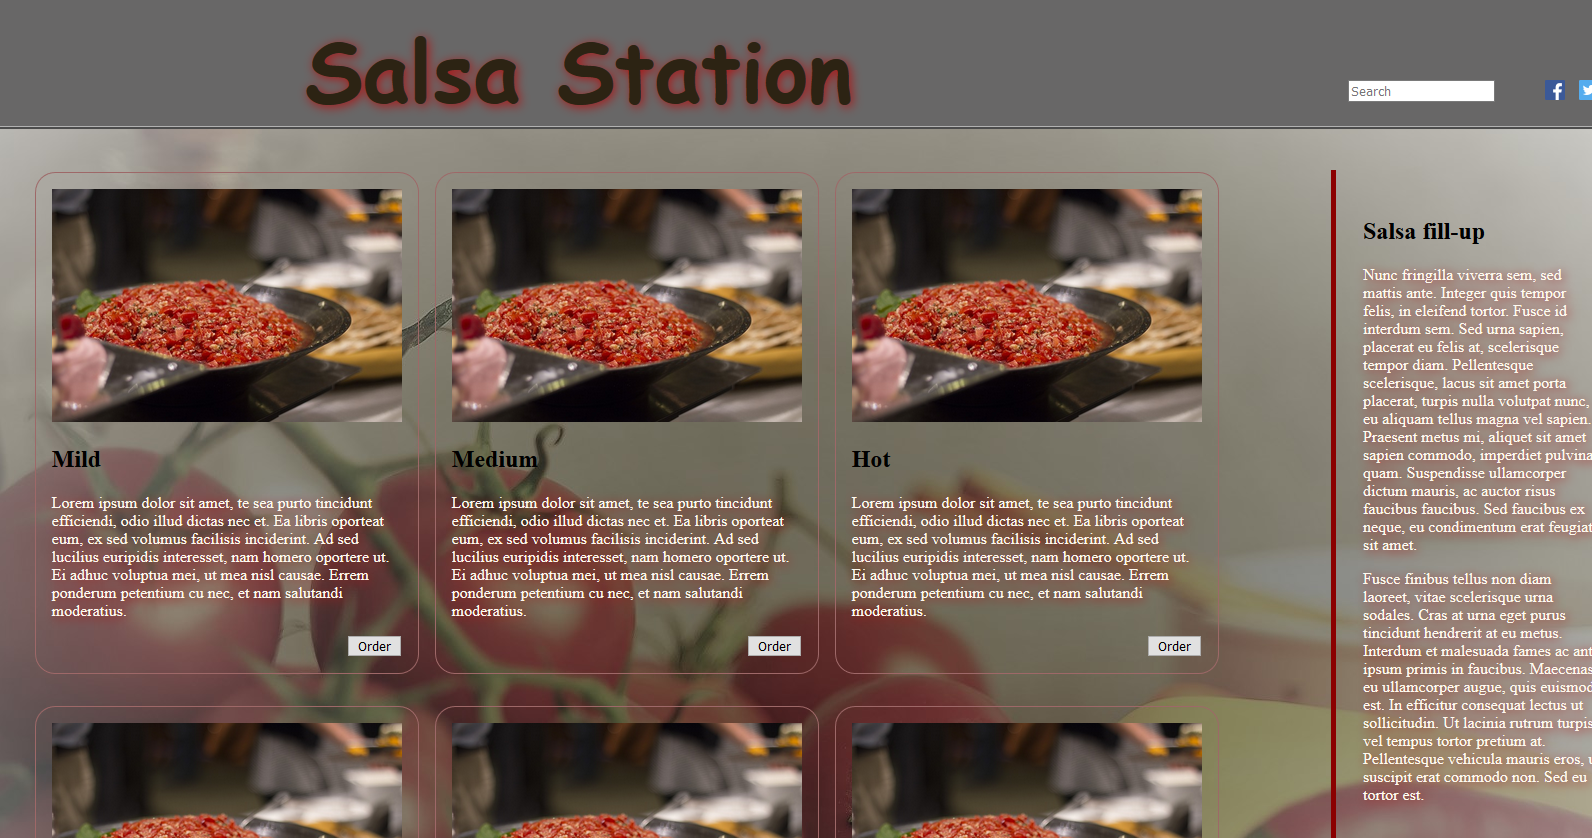 Salsa Station
Search
Mild
Lorem ipsum dolor sit amet, te sea purto tincidunt
efficiendi, odio illud dictas nec et. Ea libris oporteat
eum, ex sed volumus facilisis inciderint. Ad sed
lucilius euripidis interesset, nam homero oportere ut.
Ei adhuc voluptua mei, ut mea nisl causae. Errem
ponderum petentium cu nec, et nam salutandi
moderatius.
Order
Medium
Lorem ipsum dolor sit amet, te sea purto tincidunt
efficiendi, odio illud dictas nec et. Ea libris oporteat
eum, ex sed volumus facilisis inciderint. Ad sed
lucilius euripidis interesset, nam homero oportere ut.
Ei adhuc voluptua mei, ut mea nisl causae. Errem
ponderum petentium cu nec, et nam salutandi
moderatius.
Order
Hot
Lorem ipsum dolor sit amet, te sea purto tincidunt
efficiendi, odio illud dictas nec et. Ea libris oporteat
eum, ex sed volumus facilisis inciderint. Ad sed
lucilius euripidis interesset, nam homero oportere ut.
Ei adhuc voluptua mei, ut mea nisl causae. Errem
ponderum petentium cu nec, et nam salutandi
moderatius.
Order
Salsa fill-up
Nunc fringilla viverra sem, sed
mattis ante. Integer quis tempor
felis, in eleifend tortor. Fusce id
interdum sem. Sed urna sapien,
placerat eu felis at, scelerisque
tempor diam. Pellentesque
scelerisque, lacus sit amet porta
placerat, turpis nulla volutpat nunc,
eu aliquam tellus magna vel sapien.
Praesent metus mi, aliquet sit amet
sapien commodo, imperdiet pulvina
quam. Suspendisse ullamcorper
dictum mauris, ac auctor risus
faucibus faucibus. Sed faucibus ex
neque, eu condimentum erat feugiat
sit amet.
Fusce finibus tellus non diam
laoreet, vitae scelerisque urna
sodales. Cras at urna eget purus
tincidunt hendrerit at eu metus.
Interdum et malesuada fames ac ant
ipsum primis in faucibus. Maecenas
eu ullamcorper augue, quis euismod
est. In efficitur consequat lectus ut
sollicitudin. Ut lacinia rutrum turpis
vel tempus tortor pretium at.
Pellentesque vehicula mauris eros, u
suscipit erat commodo non. Sed eu
tortor est.